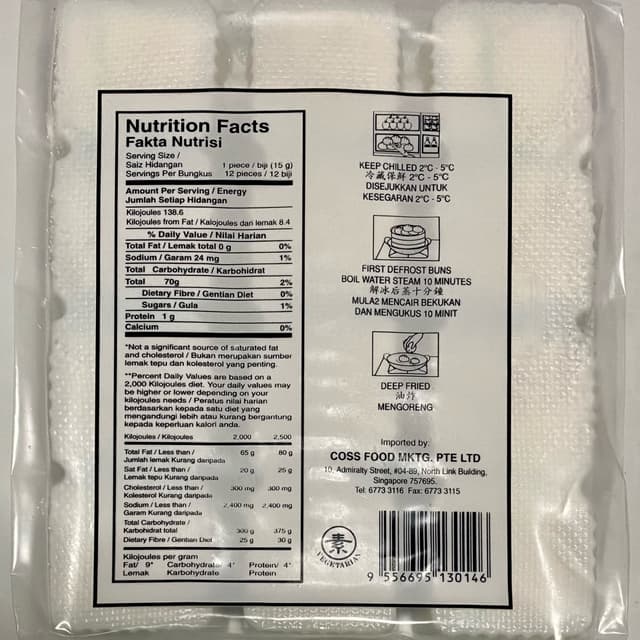 Nutrition Facts
Fakta Nutrisi
Serving Size /
Saiz Hidangan 1 piece / biji (15 g)
Servings Per Bungkus 12 pieces / 12 biji
Amount Per Serving / Energy
Jumlah Setiap Hidangan
Kilojoules 138.6
Kilojoules from Fat / Kalojoules dari lemak 8.4
% Daily Value / Nilai Harian
Total Fat / Lemak total 0 g 0%
Sodium / Garam 24 mg 1%
Total Carbohydrate / Karbohidrat
Total 70g 2%
Dietary Fibre / Gentian Diet 0%
Sugars / Gula 1%
Protein 1 g
Calcium 0%
*Not a significant source of saturated fat
and cholesterol / Bukan merupakan sumber
lemak tepu dan kolesterol yang penting.
**Percent Daily Values are based on a
2,000 Kilojoules diet. Your daily values may
be higher or lower depending on your
kilojoules needs / Peratus nilai harian
berdasarkan kepada satu diet yang
mengandungi lebih atau kurang bergantung
kepada keperluan kalori anda.
Kilojoules / Kilojoules 2,000 2,500
Total Fat / Less than / 65 g 80 g
Jumlah lemak Kurang daripada
Sat Fat / Less than / 20 g 25 g
Lemak tepu Kurang daripada
Cholesterol / Less than / 300 mg 300 mg
Kolesterol Kurang daripada
Sodium / Less than / 2,400 mg 2,400 mg
Garam Kurang daripada
Total Carbohydrate /
Karbohidrat total 300 g 375 g
Dietary Fibre / Gentian Diet 25 g 30 g
Kilojoules per gram
Fat/ 9* Carbohydrate/ 4* Protein/ 4*
Lemak Karbohydrate Protein
KEEP CHILLED 2°C - 5°C
冷藏保鮮 2°C - 5°C
DISEJUKKAN UNTUK
KESEGARAN 2°C - 5°C
FIRST DEFROST BUNS
BOIL WATER STEAM 10 MINUTES
解冰后蒸十分鐘
MULA2 MENCAIR BEKUKAN
DAN MENGUKUS 10 MINIT
DEEP FRIED
油炸
MENGORENG
Imported by:
COSS FOOD MKTG. PTE LTD
10, Admiralty Street, #04-89, North Link Building,
Singapore 757695.
Tel: 6773 3116 Fax: 6773 3115
素
VEGETARIAN
9 556695 130146